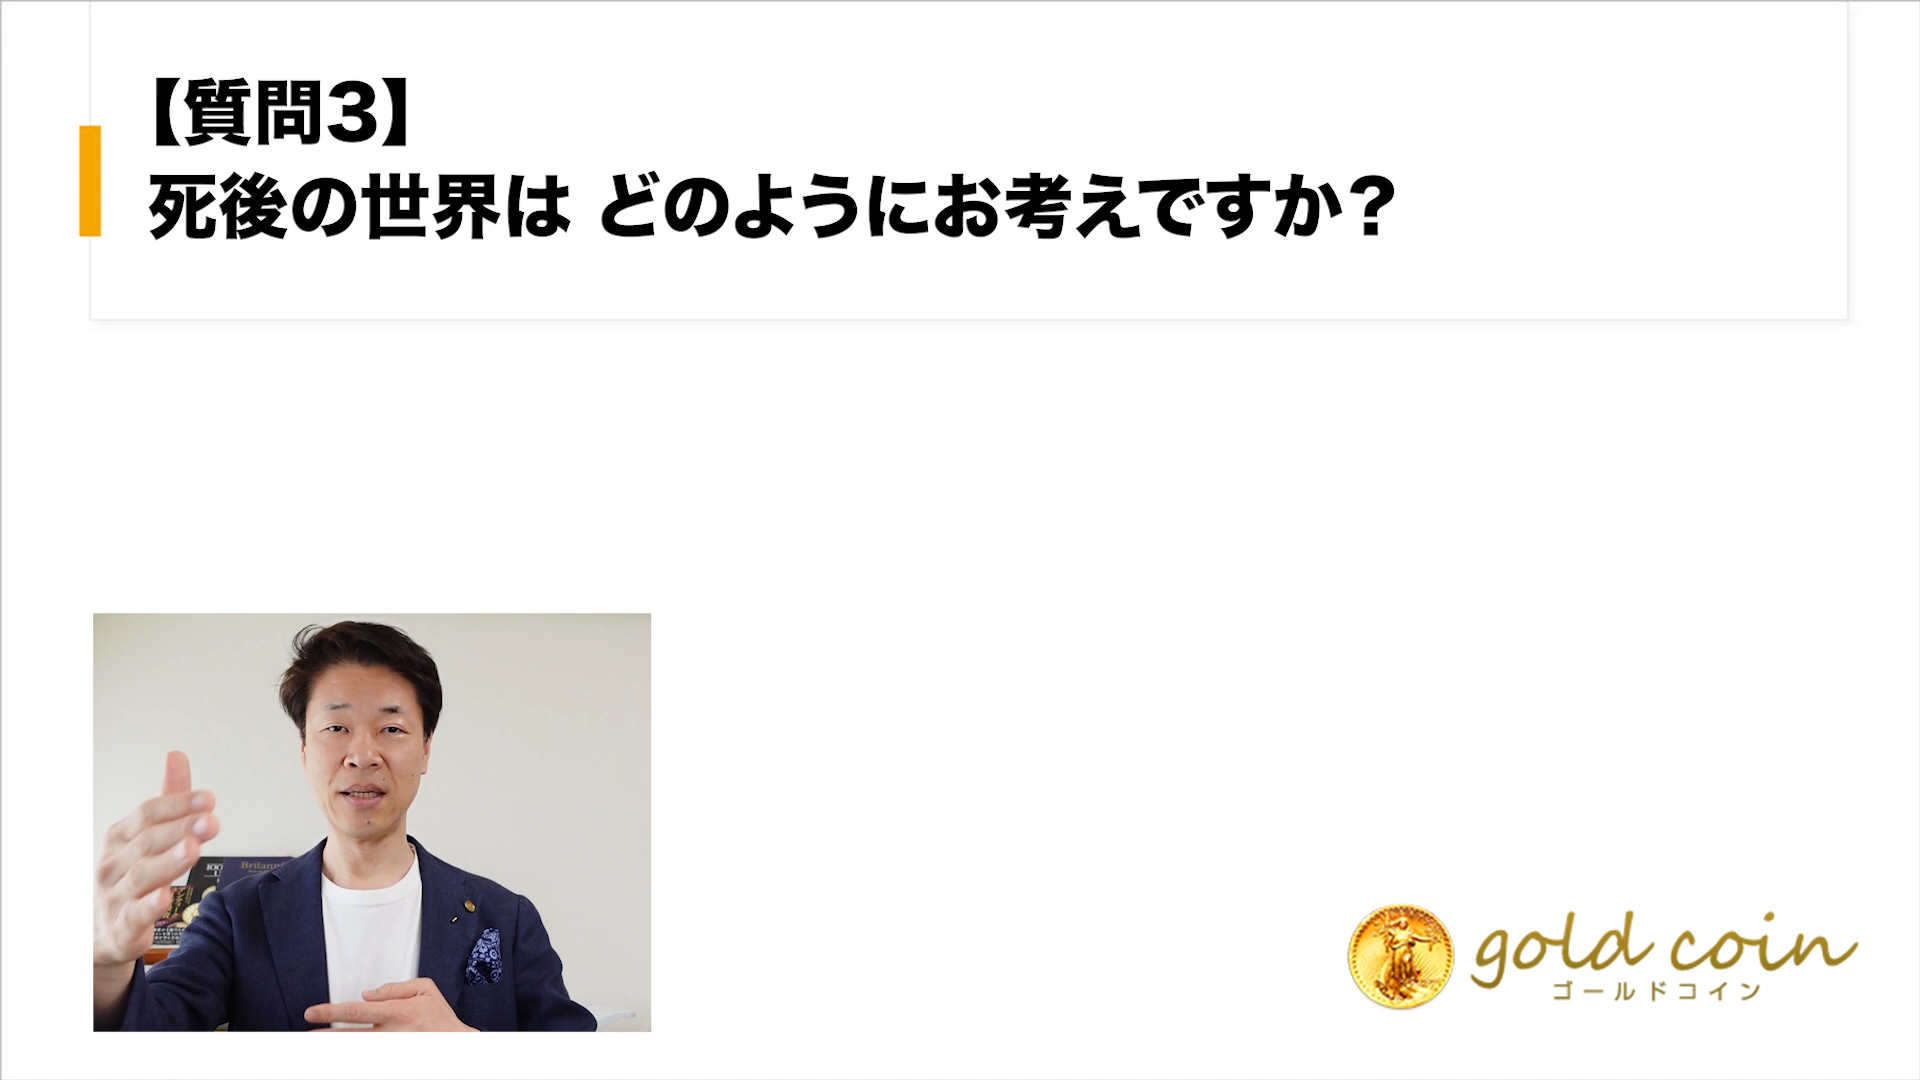 【質問3】
死後の世界は どのようにお考えですか？
Britann
gold coin
ゴールドコイン